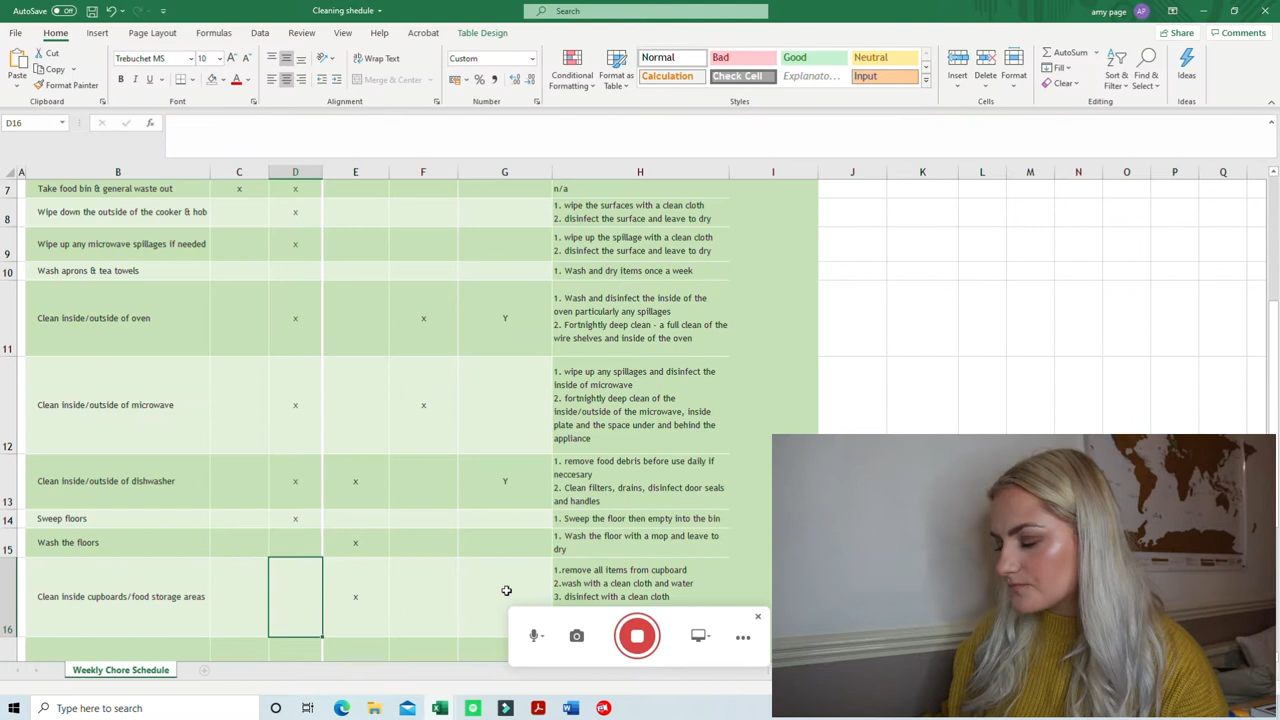 AutoSave Off
Cleaning shedule
Search
amy page
AP
File Home Insert Page Layout Formulas Data Review View Help Acrobat Table Design
Share Comments
Paste
Cut
Copy
Format Painter
Clipboard
Trebuchet MS 10
B I U
Font
Wrap Text
Merge & Center
Alignment
Custom
Number
Conditional Formatting
Format as Table
Normal Bad Good Neutral
Calculation Check Cell Explanato... Input
Styles
Insert Delete Format
Cells
AutoSum
Fill
Clear
Sort & Filter
Find & Select
Editing
Ideas
Ideas
D16
A B C D E F G H I J K L M N O P Q
7 Take food bin & general waste out x x n/a
8 Wipe down the outside of the cooker & hob x
1. wipe the surfaces with a clean cloth
2. disinfect the surface and leave to dry
9 Wipe up any microwave spillages if needed x
1. wipe up the spillage with a clean cloth
2. disinfect the surface and leave to dry
10 Wash aprons & tea towels 1. Wash and dry items once a week
11 Clean inside/outside of oven x x Y
1. Wash and disinfect the inside of the
oven particularly any spillages
2. Fortnightly deep clean - a full clean of the
wire shelves and inside of the oven
12 Clean inside/outside of microwave x x
1. wipe up any spillages and disinfect the
inside of microwave
2. fortnightly deep clean of the
inside/outside of the microwave, inside
plate and the space under and behind the
appliance
13 Clean inside/outside of dishwasher x x Y
1. remove food debris before use daily if
neccesary
2. Clean filters, drains, disinfect door seals
and handles
14 Sweep floors x 1. Sweep the floor then empty into the bin
15 Wash the floors x
1. Wash the floor with a mop and leave to
dry
16 Clean inside cupboards/food storage areas x
1.remove all items from cupboard
2.wash with a clean cloth and water
3. disinfect with a clean cloth
Weekly Chore Schedule
Type here to search